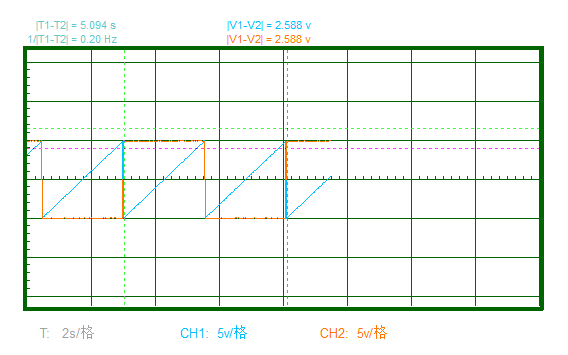 |T1-T2| = 5.094 s |V1-V2| = 2.588 v
1/|T1-T2| = 0.20 Hz |V1-V2| = 2.588 v
T: 2s/格 CH1: 5v/格 CH2: 5v/格